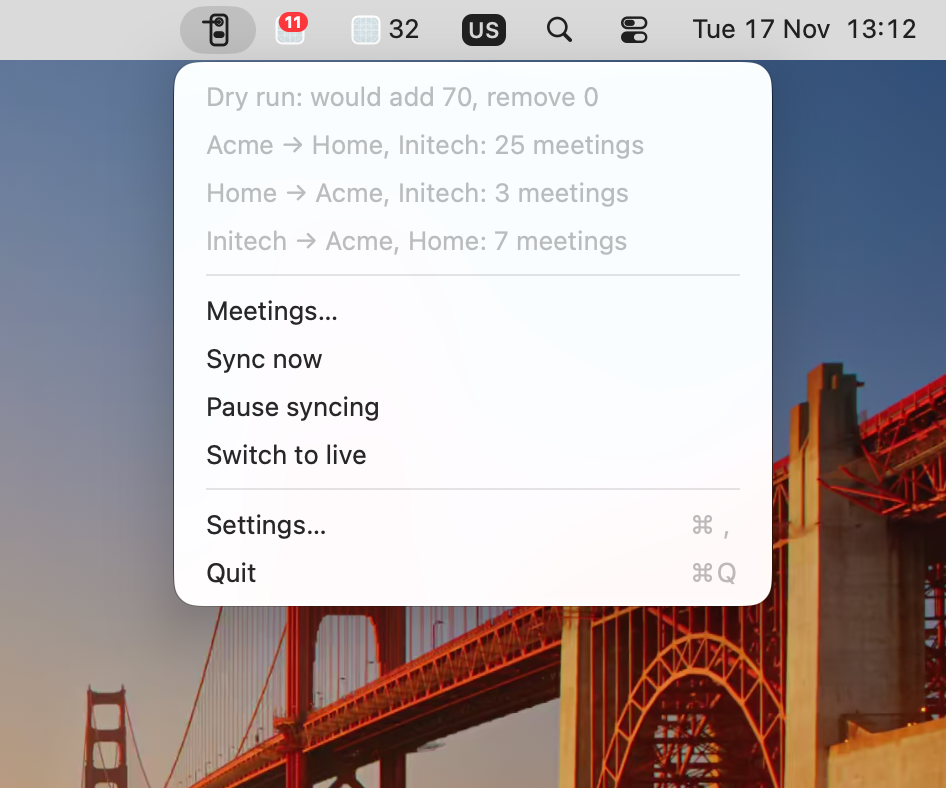 11 32 US Tue 17 Nov 13:12
Dry run: would add 70, remove 0
Acme → Home, Initech: 25 meetings
Home → Acme, Initech: 3 meetings
Initech → Acme, Home: 7 meetings
Meetings...
Sync now
Pause syncing
Switch to live
Settings... ⌘ ,
Quit ⌘Q